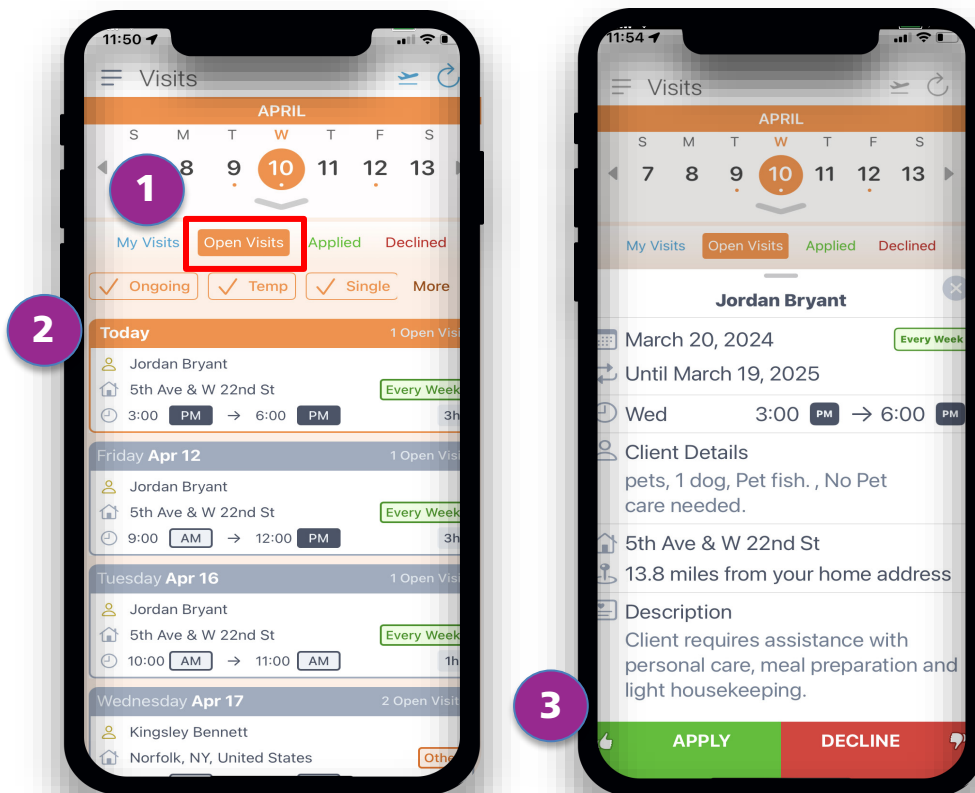 11:50
Visits
APRIL
S M T W T F S
8 9 10 11 12 13
1
My Visits Open Visits Applied Declined
Ongoing Temp Single More
2
Today 1 Open
Jordan Bryant
5th Ave & W 22nd St Every Week
3:00 PM → 6:00 PM 3h
Friday Apr 12 1 Open
Jordan Bryant
5th Ave & W 22nd St Every Week
9:00 AM → 12:00 PM 3h
Tuesday Apr 16 1 Open
Jordan Bryant
5th Ave & W 22nd St Every Week
10:00 AM → 11:00 AM 1h
Wednesday Apr 17 2 Open
Kingsley Bennett
Norfolk, NY, United States
11:54
Visits
APRIL
S M T W T F S
7 8 9 10 11 12 13
My Visits Open Visits Applied Declined
Jordan Bryant
March 20, 2024 Every Week
Until March 19, 2025
Wed 3:00 PM → 6:00 PM
Client Details
pets, 1 dog, Pet fish. , No Pet
care needed.
5th Ave & W 22nd St
13.8 miles from your home address
Description
Client requires assistance with
personal care, meal preparation and
light housekeeping.
3
APPLY DECLINE